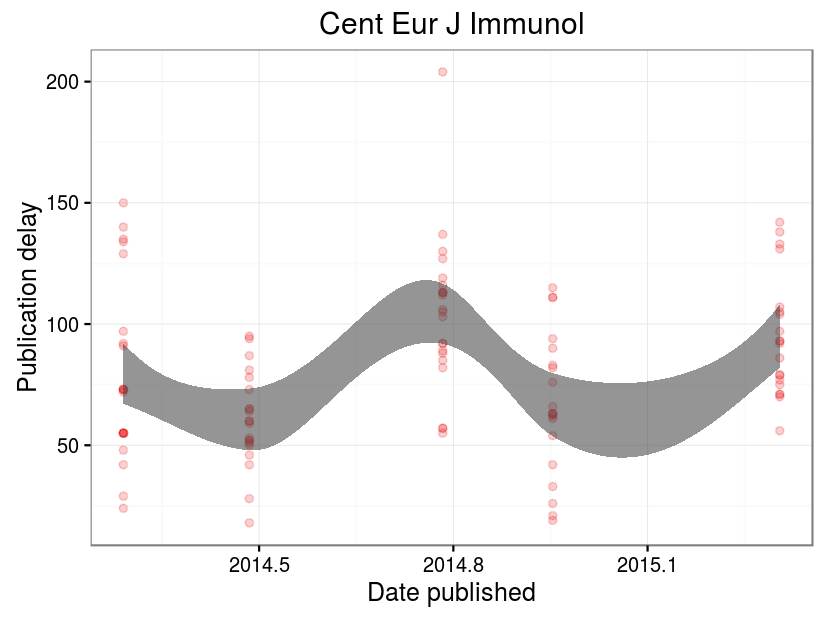 Cent Eur J Immunol
Publication delay
200
150
100
50
2014.5
2014.8
2015.1
Date published